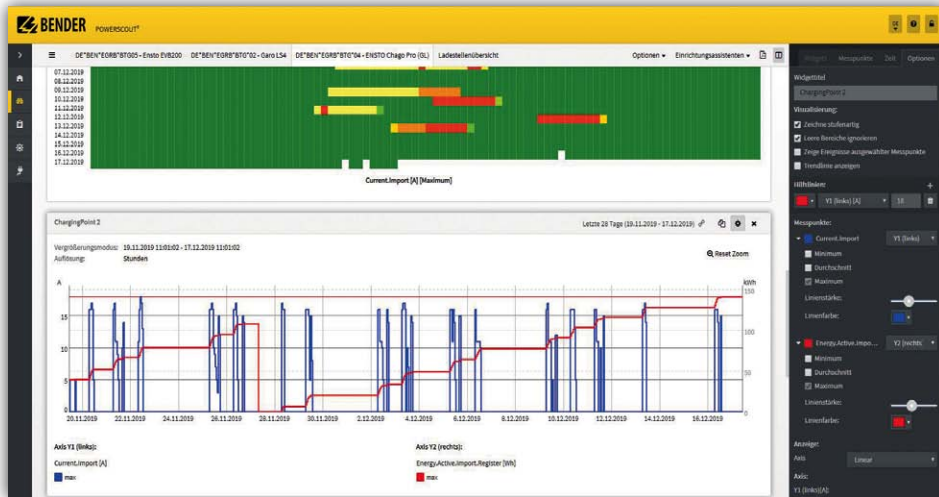 BENDER POWERSCOUT®
DE*BEN*EGRB*BTG05 - Ensto EVB200 DE*BEN*EGRB*BTG*02 - Garo LS4 DE*BEN*EGRB*BTG*04 - ENSTO Chago Pro (GL) Ladestellenübersicht Optionen Einrichtungsassistenten
Messpunkte Zeit Optionen
07.12.2019
08.12.2019
09.12.2019
10.12.2019
11.12.2019
12.12.2019
13.12.2019
14.12.2019
15.12.2019
16.12.2019
17.12.2019
Current.Import [A] [Maximum]
ChargingPoint 2 Letzte 28 Tage (19.11.2019 - 17.12.2019)
Vergrößerungsmodus: 19.11.2019 11:01:02 - 17.12.2019 11:01:02
Auflösung: Stunden
Reset Zoom
A kWh
15
10
5
0
150
100
50
0
20.11.2019 22.11.2019 24.11.2019 26.11.2019 28.11.2019 30.11.2019 2.12.2019 4.12.2019 6.12.2019 8.12.2019 10.12.2019 12.12.2019 14.12.2019 16.12.2019
Axis Y1 (links):
Current.Import [A]
max
Axis Y2 (rechts):
Energy.Active.Import.Register [Wh]
max
Widgettitel
ChargingPoint 2
Visualisierung:
Zeichne stufenartig
Leere Bereiche ignorieren
Zeige Ereignisse ausgewählter Messpunkte
Trendlinie anzeigen
Hilfslinien: +
Y1 (links) [A] 18
Messpunkte:
Current.Import Y1 (links)
Minimum
Durchschnitt
Maximum
Linienstärke:
Linienfarbe:
Energy.Active.Impo... Y2 (rechts
Minimum
Durchschnitt
Maximum
Linienstärke:
Linienfarbe:
Anzeige:
Axis Linear
Axis:
Y1 (links)[A]: